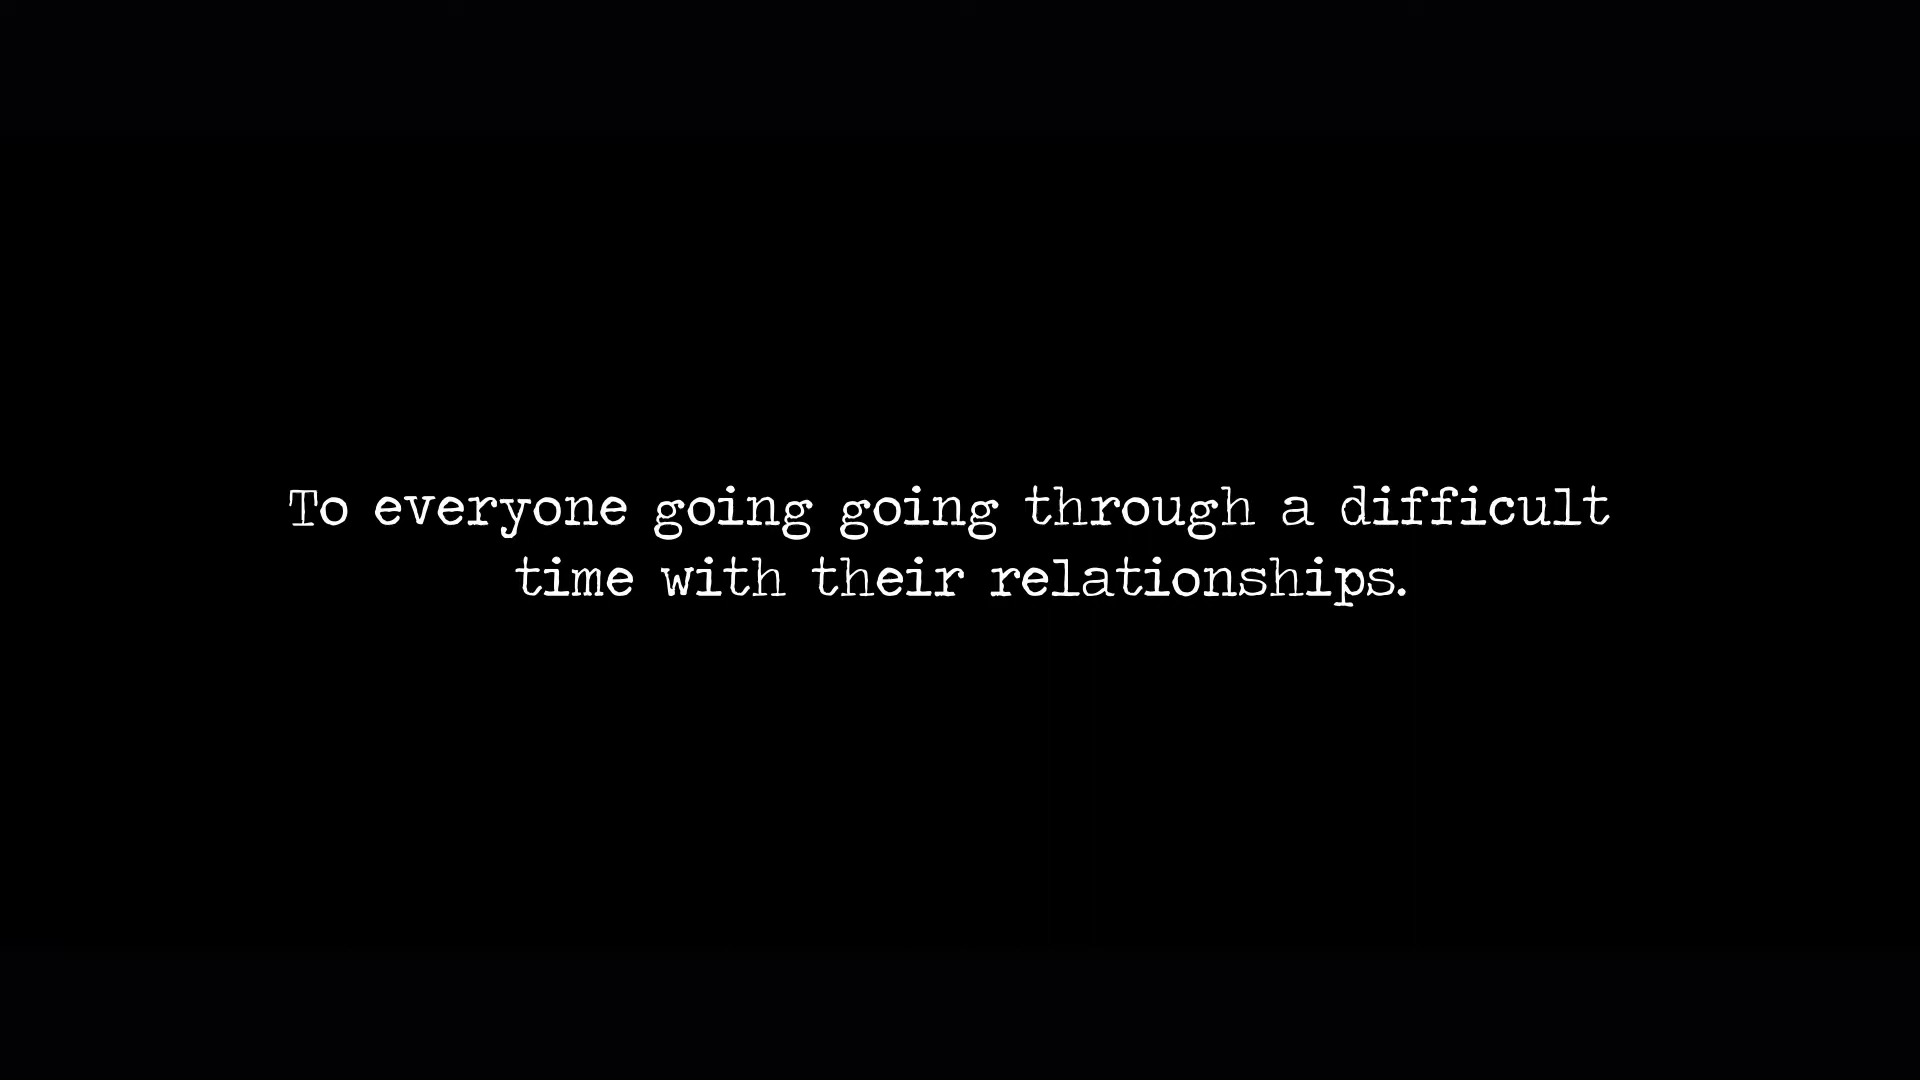 To everyone going going through a difficult
time with their relationships.